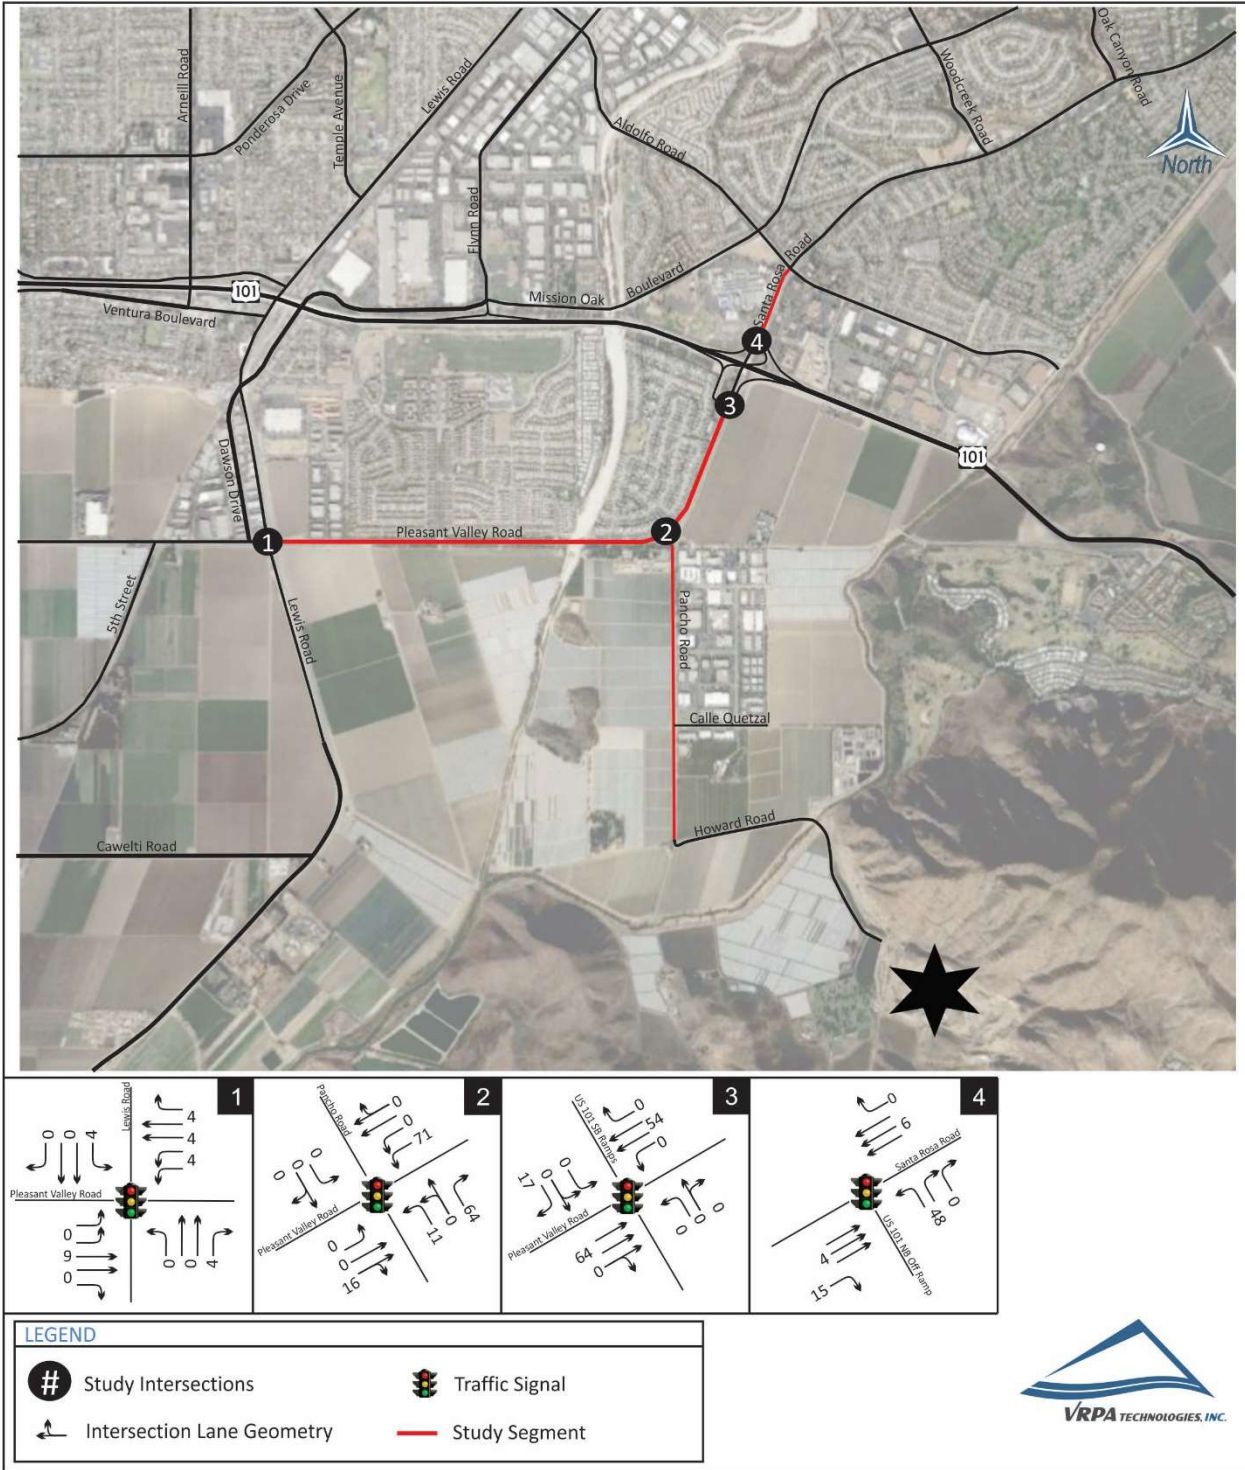 Arneill Road
Ponderosa Drive
Temple Avenue
Lewis Road
Flynn Road
Aldolfo Road
Woodcreek Road
Oak Canyon Road
North
101
Ventura Boulevard
Mission Oak
Boulevard
Santa Rosa Road
4
3
101
Dawson Drive
1
Pleasant Valley Road
2
5th Street
Lewis Road
Pancho Road
Calle Quetzal
Howard Road
Cawelti Road
1
Lewis Road
0 0 4
4
4
4
Pleasant Valley Road
0
9
0
0 0 4
2
Pancho Road
0
0
71
0 0 0
Pleasant Valley Road
0
0
16
11 0 64
3
US 101 SB Ramps
0
54
0
17 0 0
Pleasant Valley Road
64
0
0 0 0
4
0
6
Santa Rosa Road
48 0
4
15
US 101 NB Off Ramp
LEGEND
# Study Intersections
Traffic Signal
Intersection Lane Geometry
Study Segment
VRPA TECHNOLOGIES, INC.